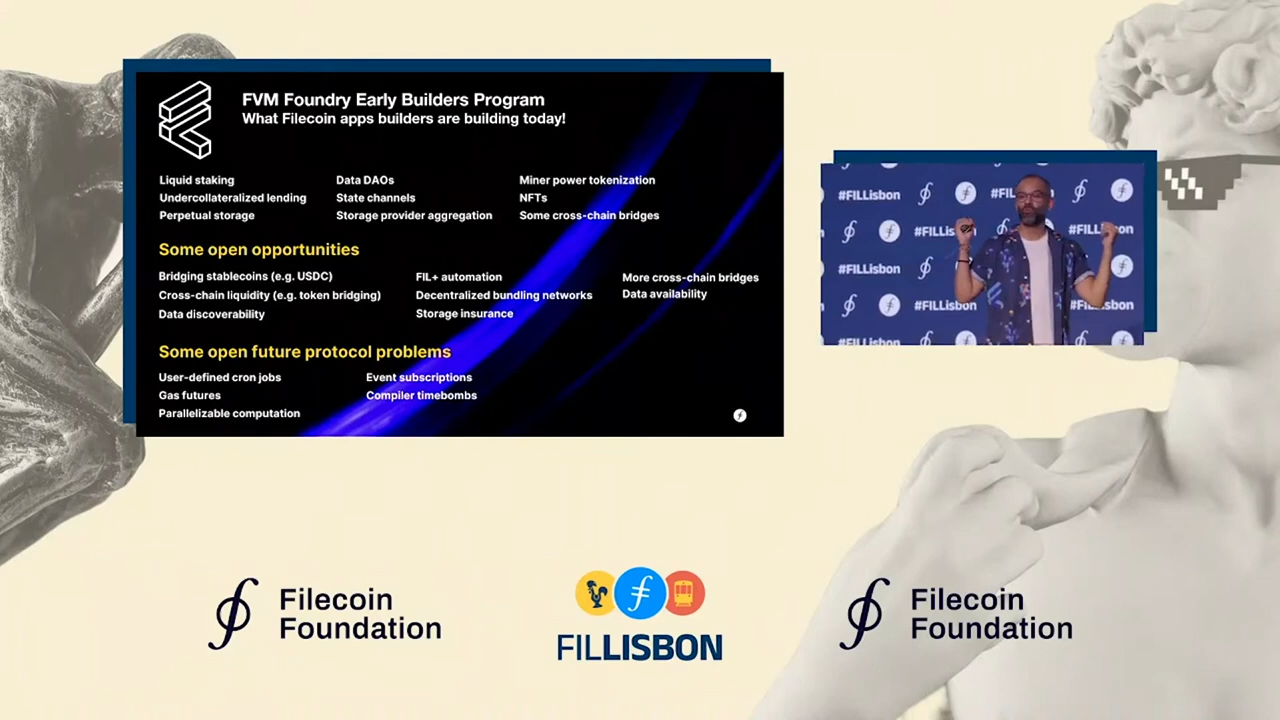 FVM Foundry Early Builders Program
What Filecoin apps builders are building today!
Liquid staking
Undercollateralized lending
Perpetual storage
Data DAOs
State channels
Storage provider aggregation
Miner power tokenization
NFTs
Some cross-chain bridges
Some open opportunities
Bridging stablecoins (e.g. USDC)
Cross-chain liquidity (e.g. token bridging)
Data discoverability
FIL+ automation
Decentralized bundling networks
Storage insurance
More cross-chain bridges
Data availability
Some open future protocol problems
User-defined cron jobs
Gas futures
Parallelizable computation
Event subscriptions
Compiler timebombs
#FILLisbon
#FILLisbon
#FILLisbon
#FILLisbon
Filecoin
Foundation
FILLISBON
Filecoin
Foundation